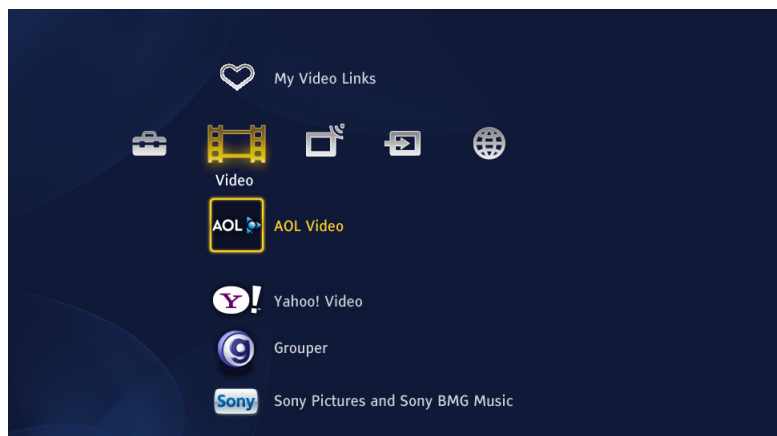 My Video Links
Video
AOL
AOL Video
Y!
Yahoo! Video
g
Grouper
Sony
Sony Pictures and Sony BMG Music